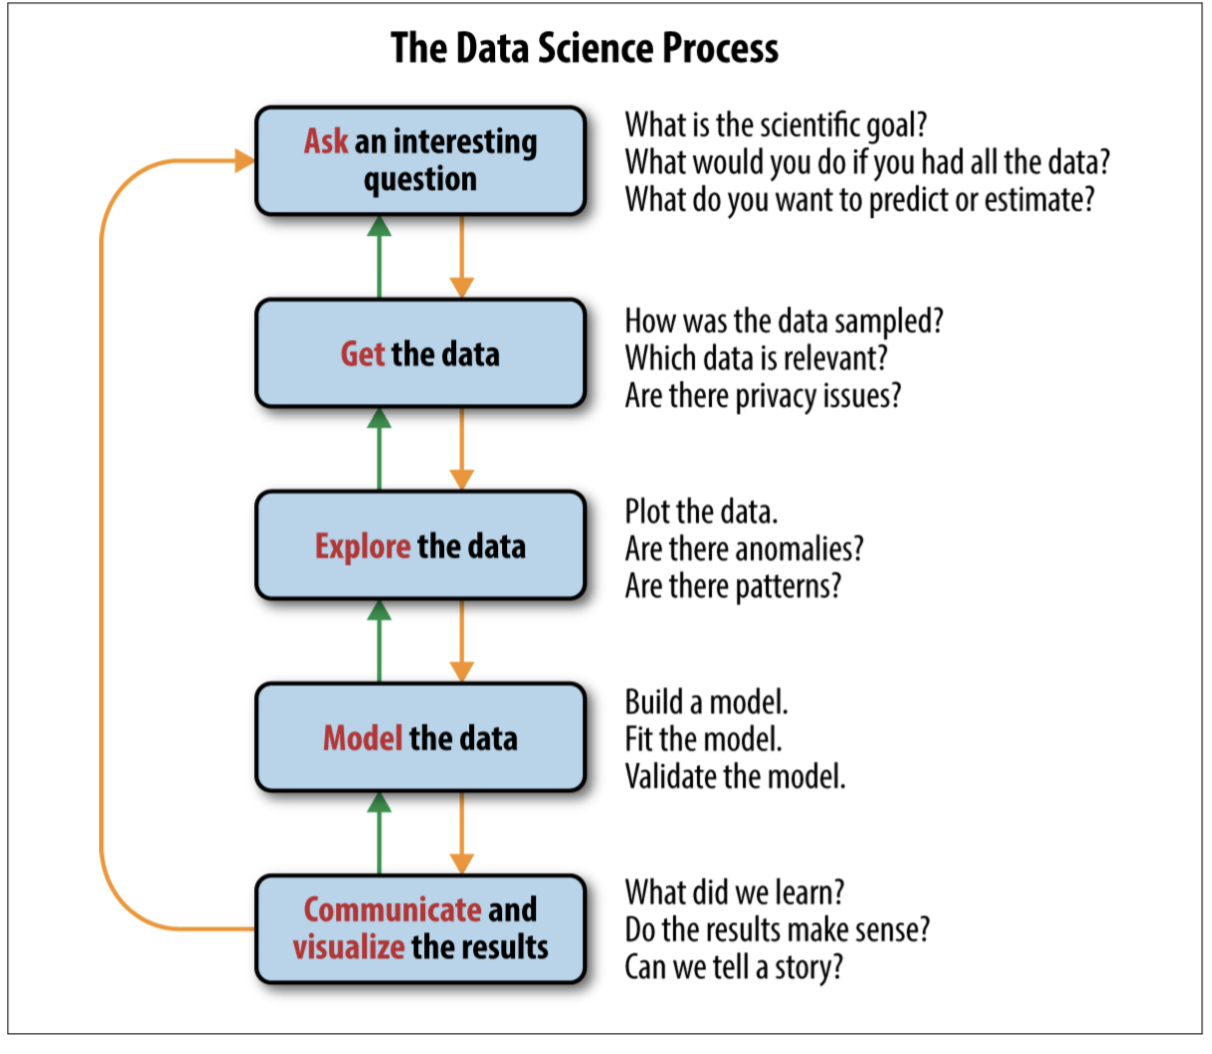 The Data Science Process
Ask an interesting
question
What is the scientific goal?
What would you do if you had all the data?
What do you want to predict or estimate?
Get the data
How was the data sampled?
Which data is relevant?
Are there privacy issues?
Explore the data
Plot the data.
Are there anomalies?
Are there patterns?
Model the data
Build a model.
Fit the model.
Validate the model.
Communicate and
visualize the results
What did we learn?
Do the results make sense?
Can we tell a story?